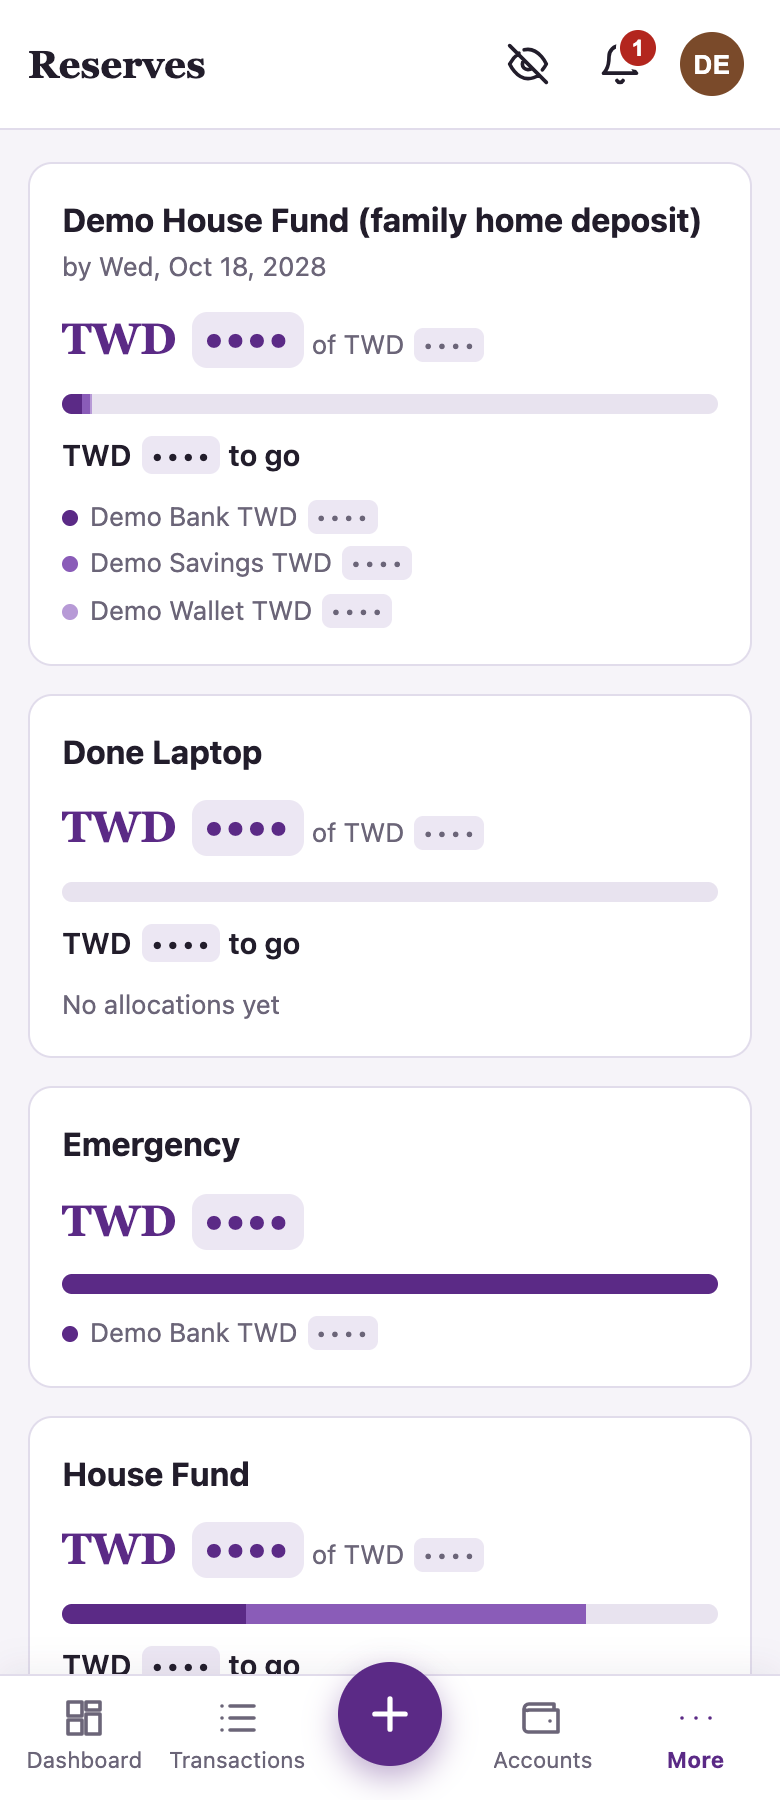 Reserves
1
DE
Demo House Fund (family home deposit)
by Wed, Oct 18, 2028
TWD •••• of TWD ••••
TWD •••• to go
Demo Bank TWD ••••
Demo Savings TWD ••••
Demo Wallet TWD ••••
Done Laptop
TWD •••• of TWD ••••
TWD •••• to go
No allocations yet
Emergency
TWD ••••
Demo Bank TWD ••••
House Fund
TWD •••• of TWD ••••
TWD •••• to go
Dashboard
Transactions
Accounts
More